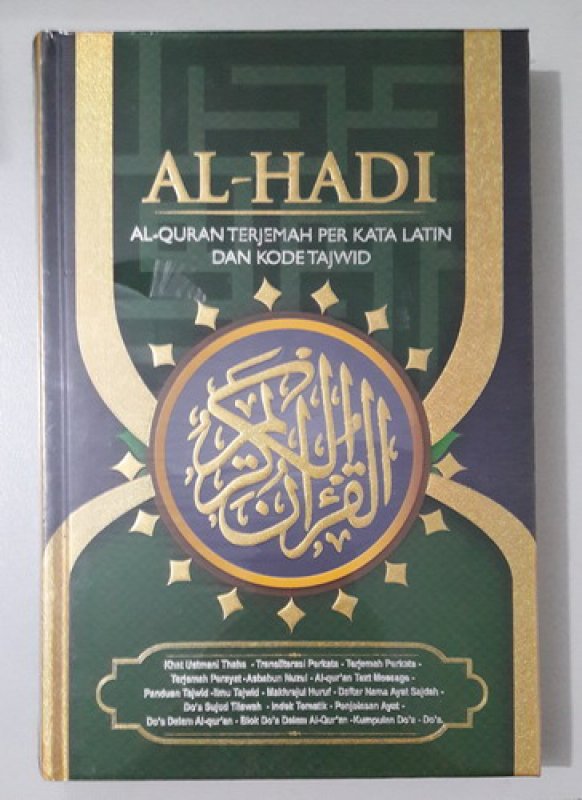 AL-HADI
AL-QURAN TERJEMAH PER KATA LATIN
DAN KODE TAJWID
القرآن الكريم
Khat Ustmani Thaha - Transliterasi Perkata - Terjemah Perkata -
Terjemah Perayat -Asbabun Nuzul - Al-qur'an Text Message -
Panduan Tajwid -Ilmu Tajwid - Makhrajul Huruf - Daftar Nama Ayat Sajdah -
Do'a Sujud Tilawah - Indek Tematik - Penjelasan Ayat -
Do'a Dalam Al-qur'an - Blok Do'a Dalam Al-Qur'an -Kumpulan Do'a - Do'a.